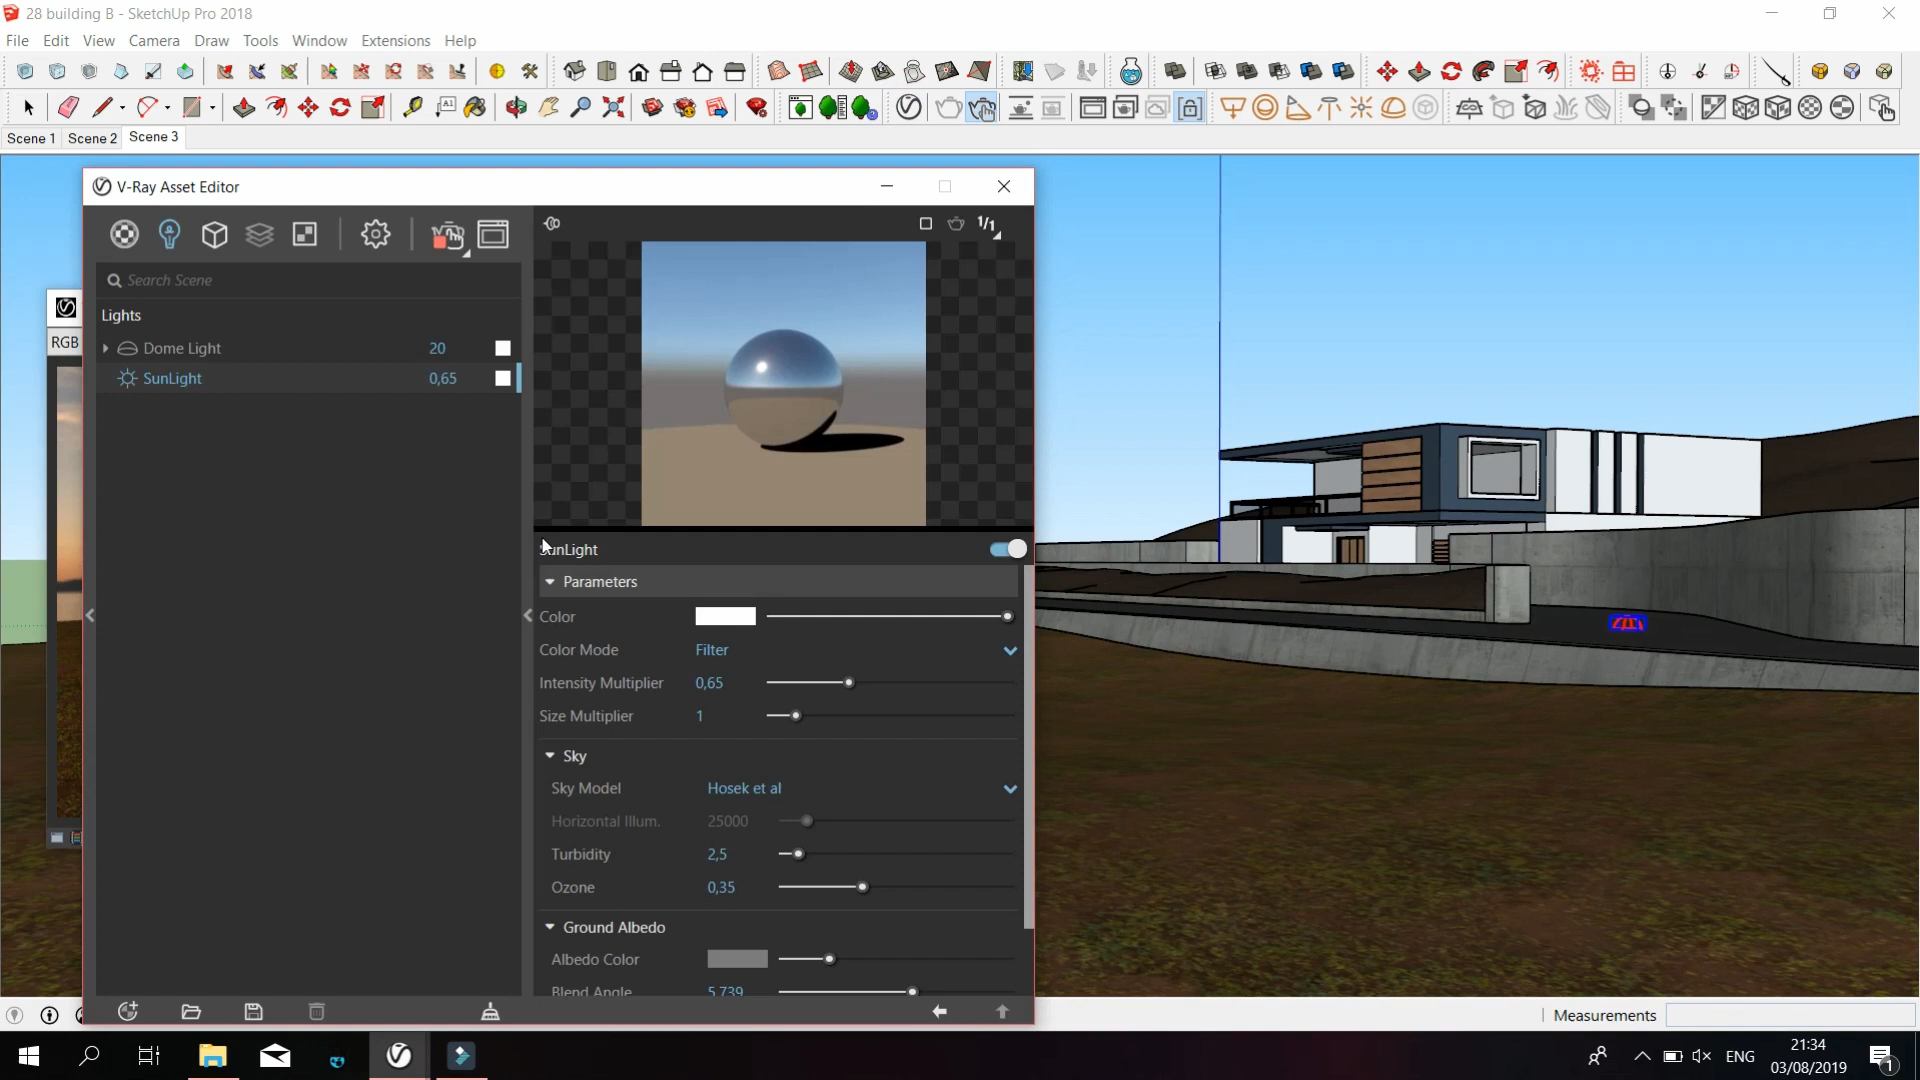 28 building B - SketchUp Pro 2018
File Edit View Camera Draw Tools Window Extensions Help
Scene 1 Scene 2 Scene 3
V-Ray Asset Editor
1/1
Search Scene
Lights
RGB
Dome Light 20
SunLight 0,65
SunLight
Parameters
Color
Color Mode Filter
Intensity Multiplier 0,65
Size Multiplier 1
Sky
Sky Model Hosek et al
Horizontal Illum. 25000
Turbidity 2,5
Ozone 0,35
Ground Albedo
Albedo Color
Blend Angle 5,739
Measurements
ENG
21:34
03/08/2019
1